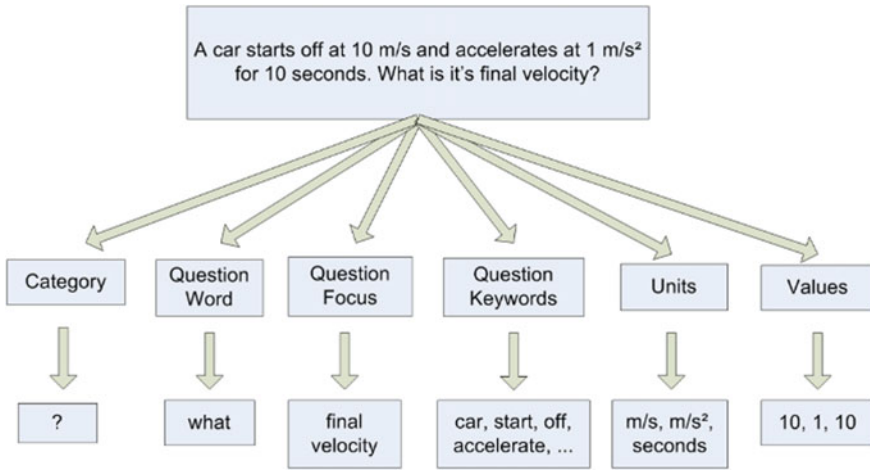 A car starts off at 10 m/s and accelerates at 1 m/s²
for 10 seconds. What is it's final velocity?
Category
Question
Word
Question
Focus
Question
Keywords
Units
Values
?
what
final
velocity
car, start, off,
accelerate, ...
m/s, m/s²,
seconds
10, 1, 10